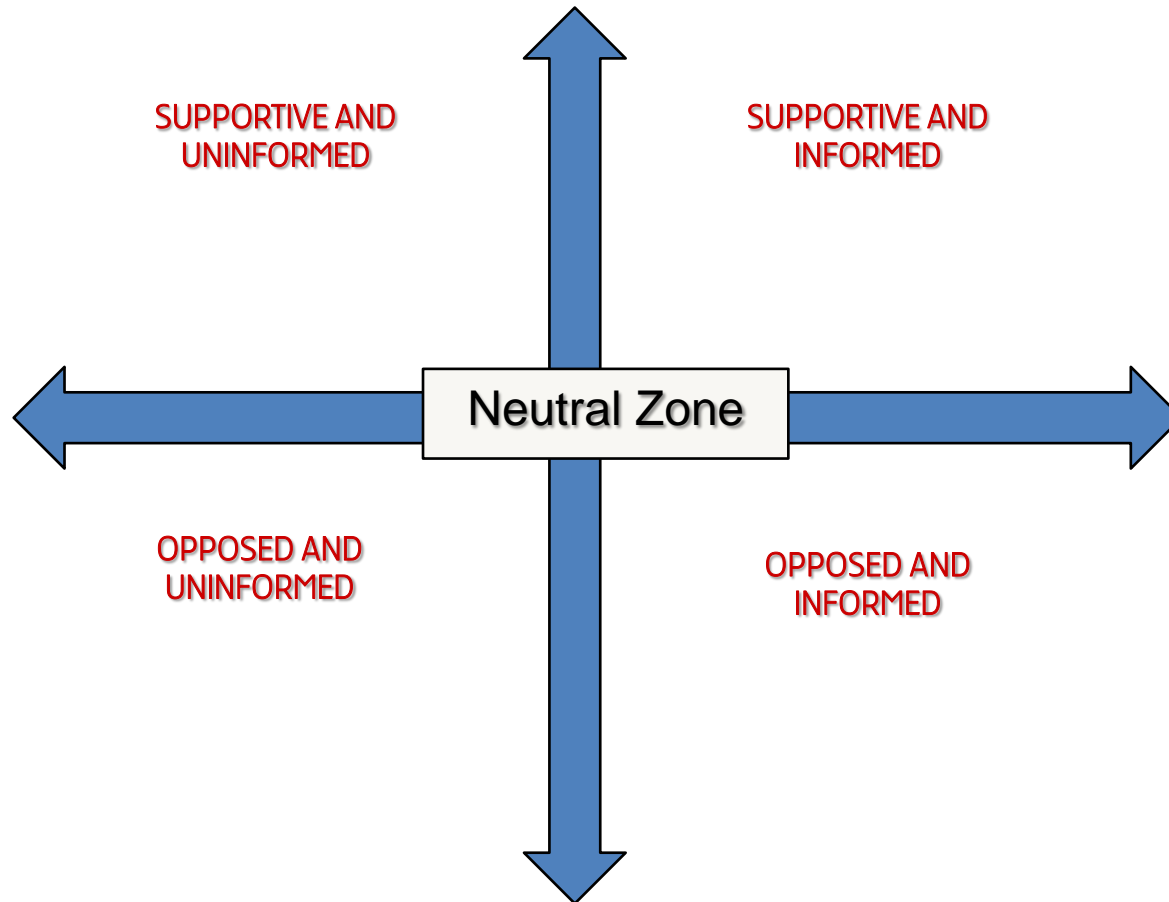 SUPPORTIVE AND
UNINFORMED
SUPPORTIVE AND
INFORMED
Neutral Zone
OPPOSED AND
UNINFORMED
OPPOSED AND
INFORMED